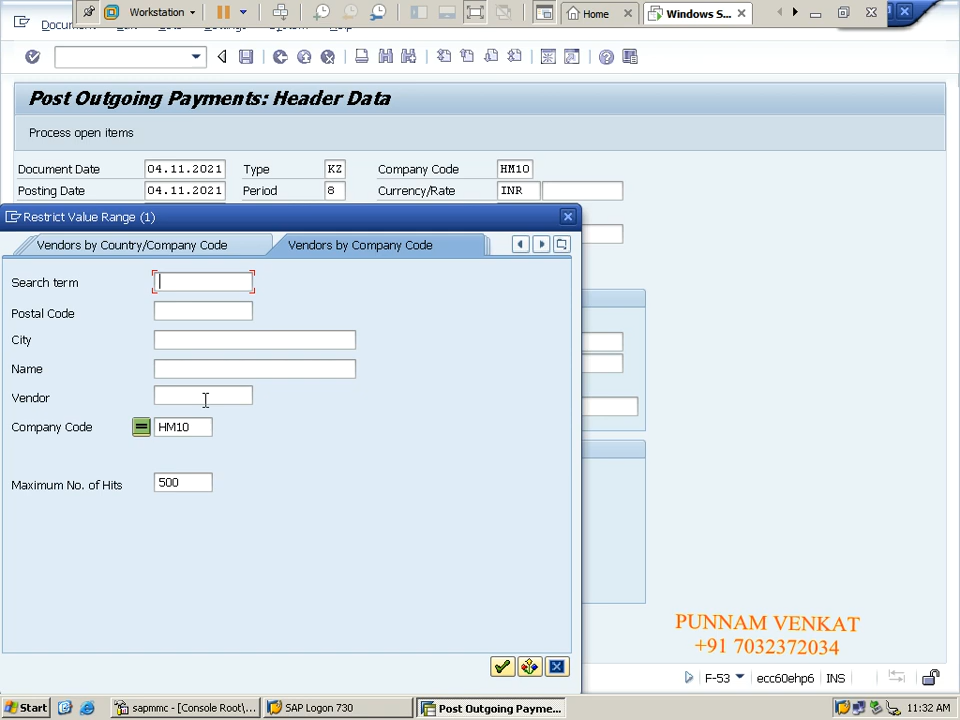 Workstation
Home
Windows S...
Post Outgoing Payments: Header Data
Process open items
Document Date 04.11.2021 Type KZ Company Code HM10
Posting Date 04.11.2021 Period 8 Currency/Rate INR
Restrict Value Range (1)
Vendors by Country/Company Code Vendors by Company Code
Search term
Postal Code
City
Name
Vendor
Company Code HM10
Maximum No. of Hits 500
PUNNAM VENKAT
+91 7032372034
F-53 ecc60ehp6 INS
Start sapmmc - [Console Root\... SAP Logon 730 Post Outgoing Payme... 11:32 AM